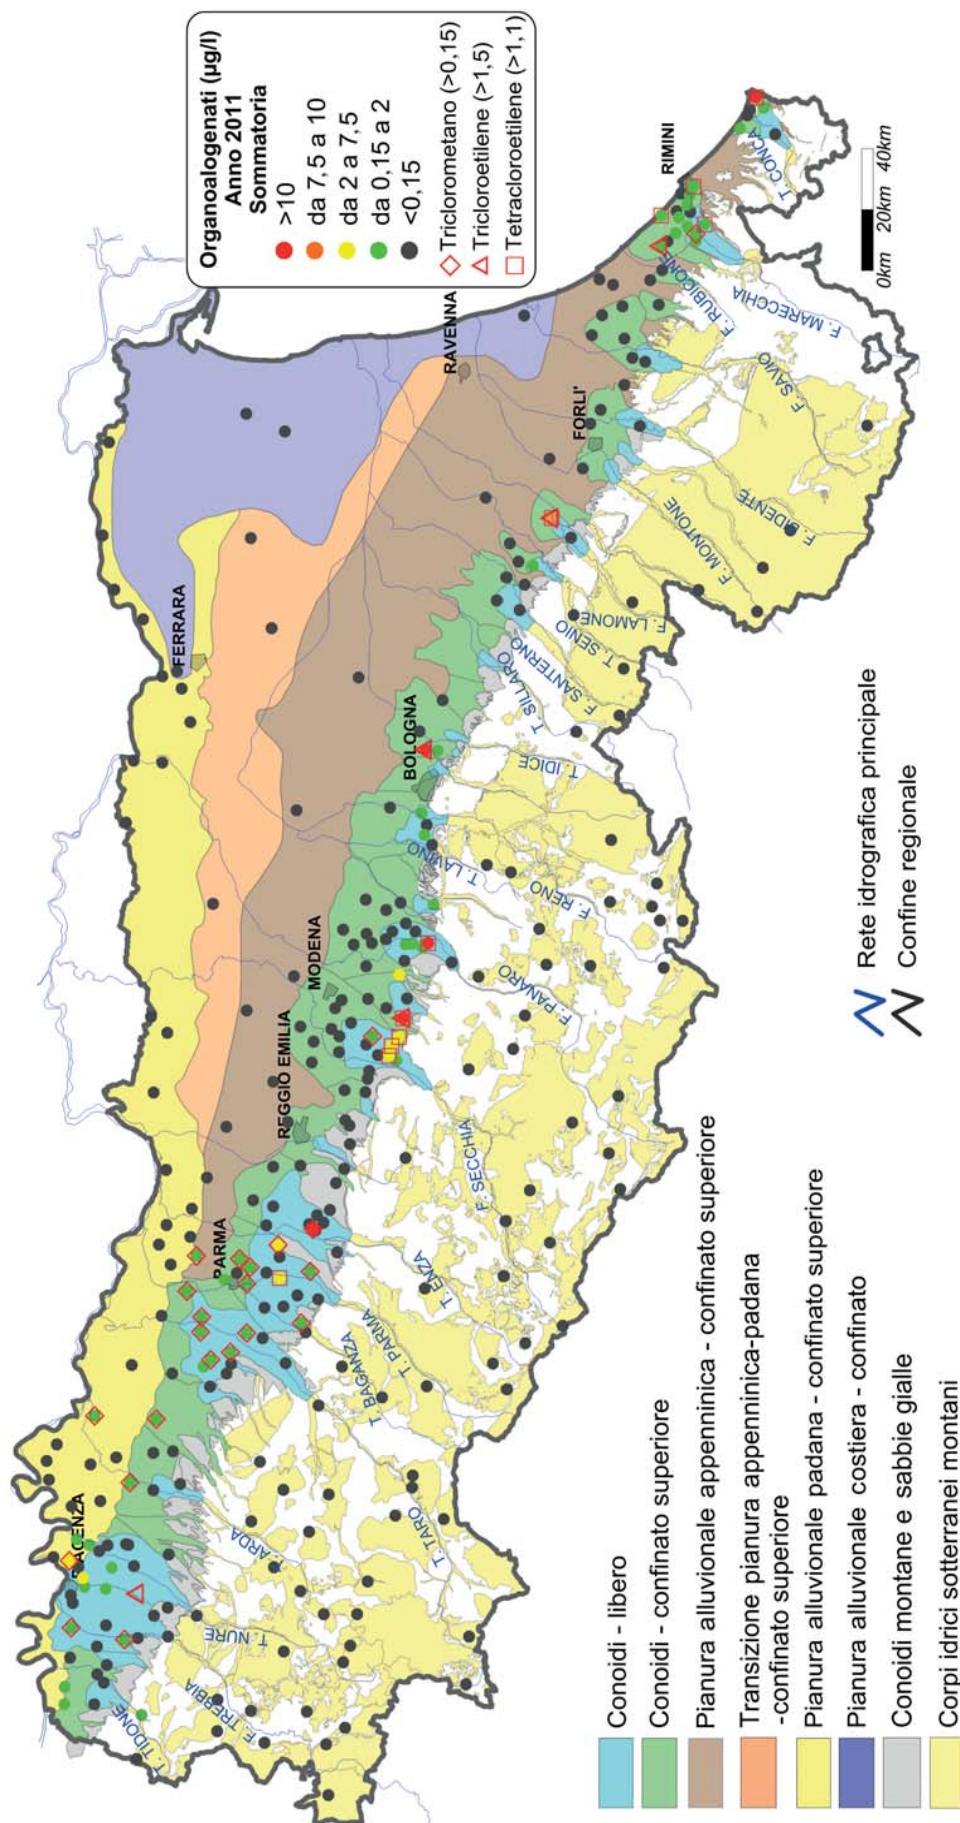 Organoalogenati (µg/l)
Anno 2011
Sommatoria
>10
da 7,5 a 10
da 2 a 7,5
da 0,15 a 2
<0,15
Triclorometano (>0,15)
Tricloroetilene (>1,5)
Tetracloroetilene (>1,1)
PARMA
REGGIO EMILIA
MODENA
BOLOGNA
FERRARA
RAVENNA
FORLI'
RIMINI
T. TIDONE
F. TREBBIA
T. NURE
T. ARDA
T. TARO
T. BAGANZA
T. PARMA
T. ENZA
F. SECCHIA
F. PANARO
T. LAVINO
F. RENO
T. IDICE
T. SILLARO
F. SANTERNO
T. SENIO
F. LAMONE
F. MONTONE
F. BIDENTE
F. SAVIO
F. RUBICONE
F. MARECCHIA
T. CONCA
0km 20km 40km
Conoidi - libero
Conoidi - confinato superiore
Pianura alluvionale appenninica - confinato superiore
Transizione pianura appenninica-padana
-confinato superiore
Pianura alluvionale padana - confinato superiore
Pianura alluvionale costiera - confinato
Conoidi montane e sabbie gialle
Corpi idrici sotterranei montani
Rete idrografica principale
Confine regionale